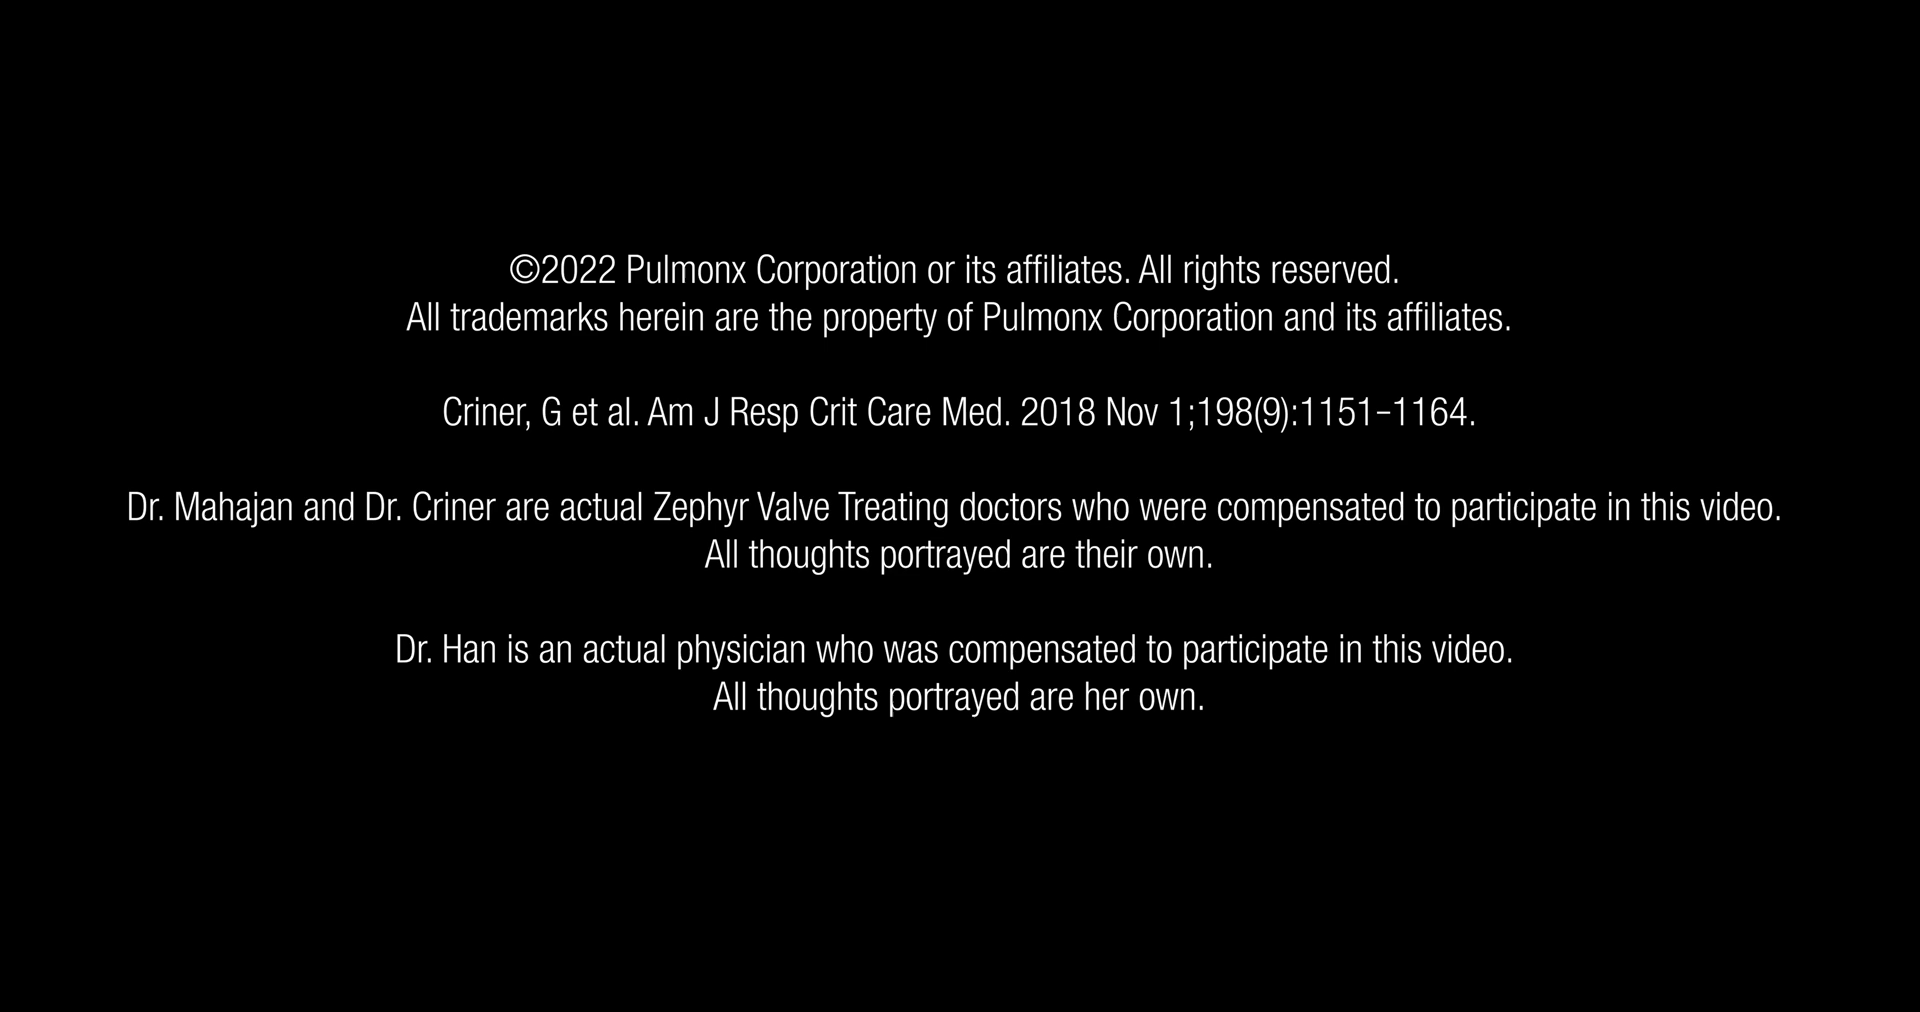 ©2022 Pulmonx Corporation or its affiliates. All rights reserved.
All trademarks herein are the property of Pulmonx Corporation and its affiliates.
Criner, G et al. Am J Resp Crit Care Med. 2018 Nov 1;198(9):1151–1164.
Dr. Mahajan and Dr. Criner are actual Zephyr Valve Treating doctors who were compensated to participate in this video.
All thoughts portrayed are their own.
Dr. Han is an actual physician who was compensated to participate in this video.
All thoughts portrayed are her own.